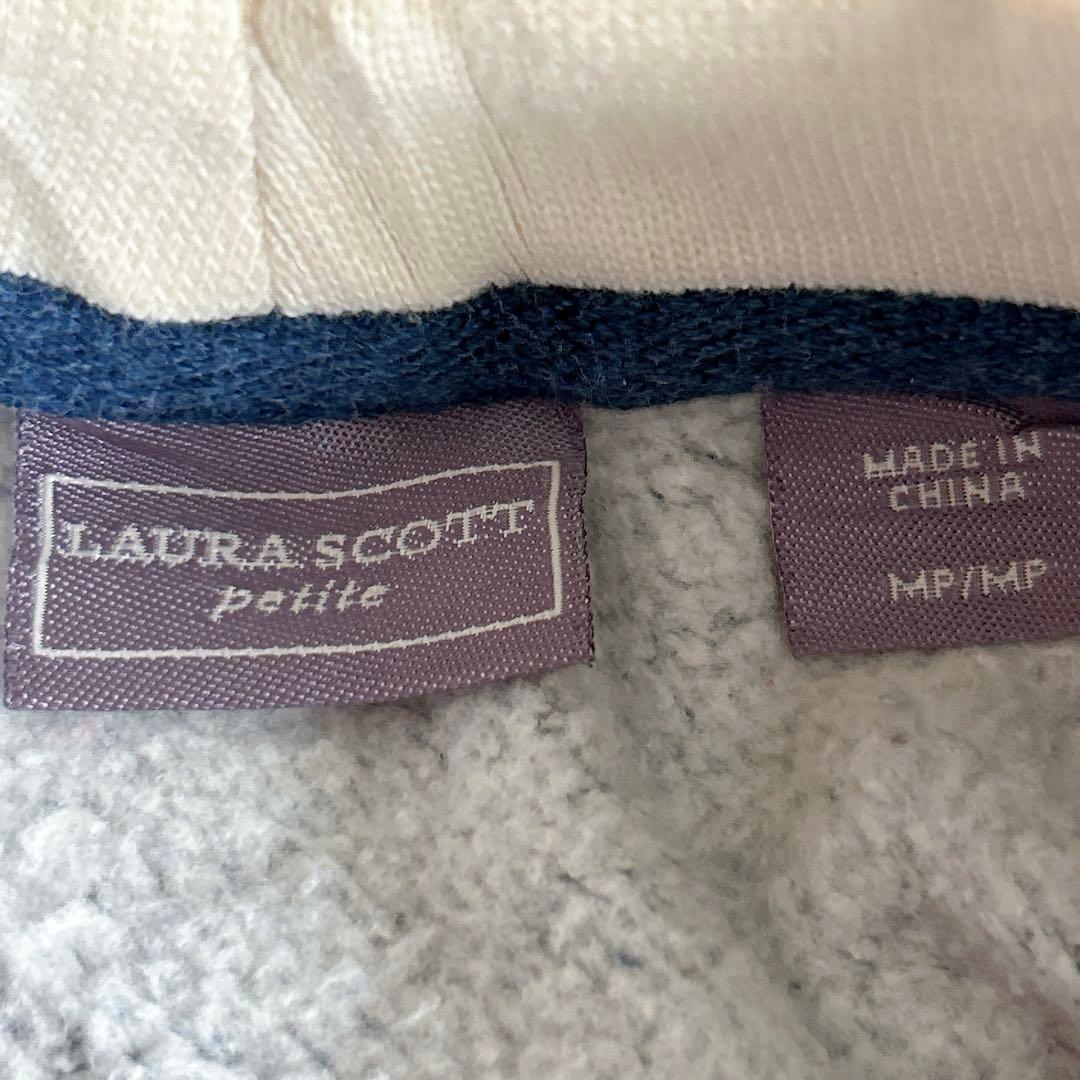 LAURA SCOTT
petite
MADE IN
CHINA
MP/MP